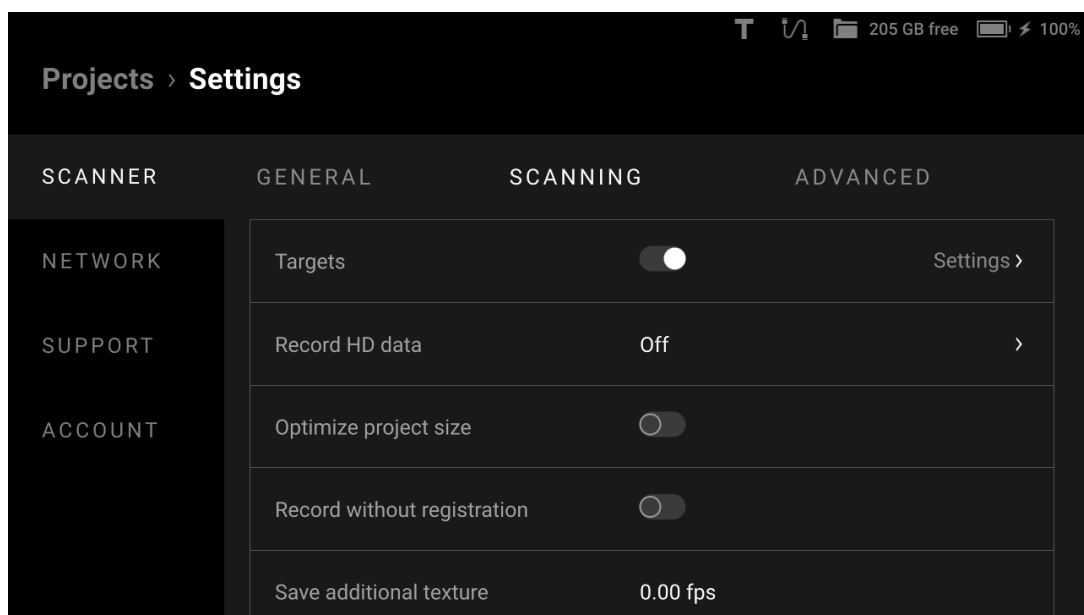 T 205 GB free 100%
Projects › Settings
SCANNER GENERAL SCANNING ADVANCED
NETWORK Targets Settings ›
SUPPORT Record HD data Off ›
ACCOUNT Optimize project size
Record without registration
Save additional texture 0.00 fps